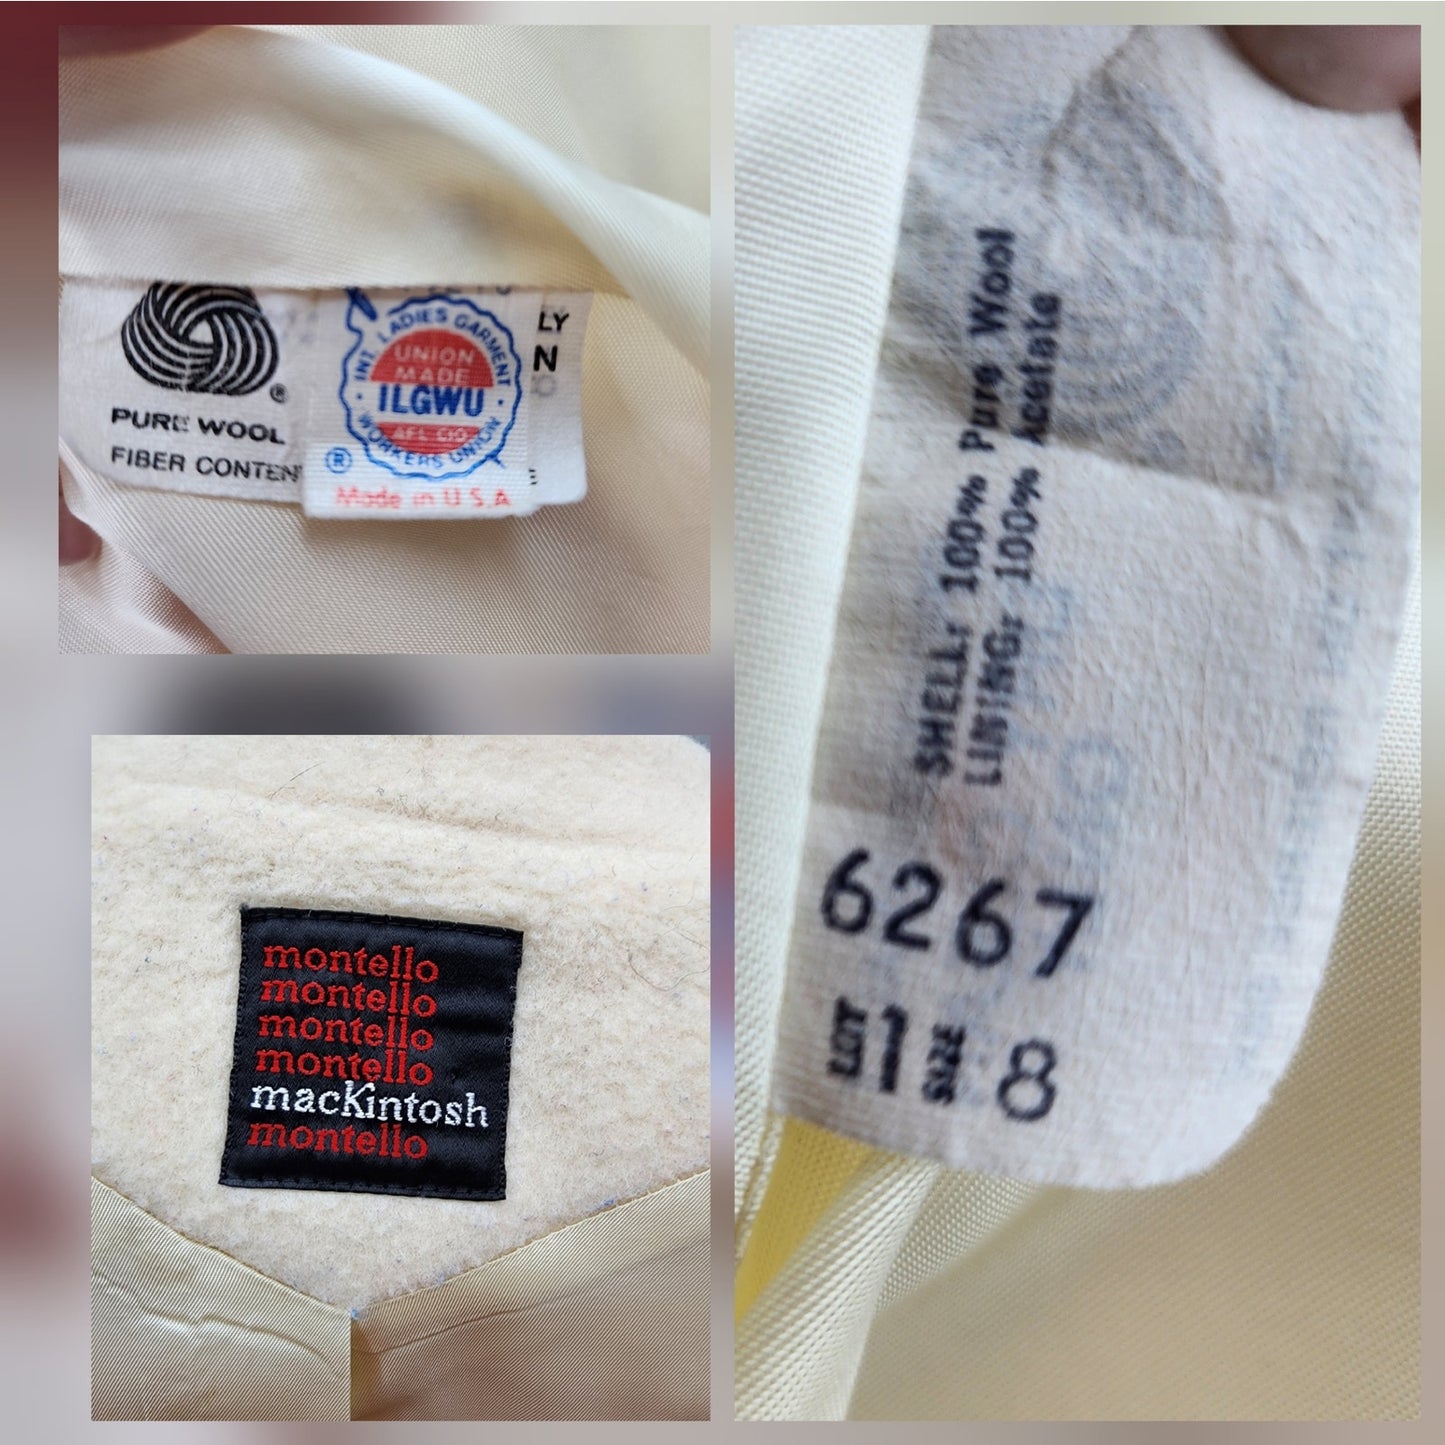 PURE WOOL
FIBER CONTEN
®
INT. LADIES GARMENT
UNION
MADE
ILGWU
AFL CIO
WORKERS UNION
®
Made in U.S.A
LY
N
E
montello
montello
montello
montello
macKintosh
montello
SHELL: 100% Pure Wool
LINING: 100% Acetate
6267
LOT 1 SIZE 8